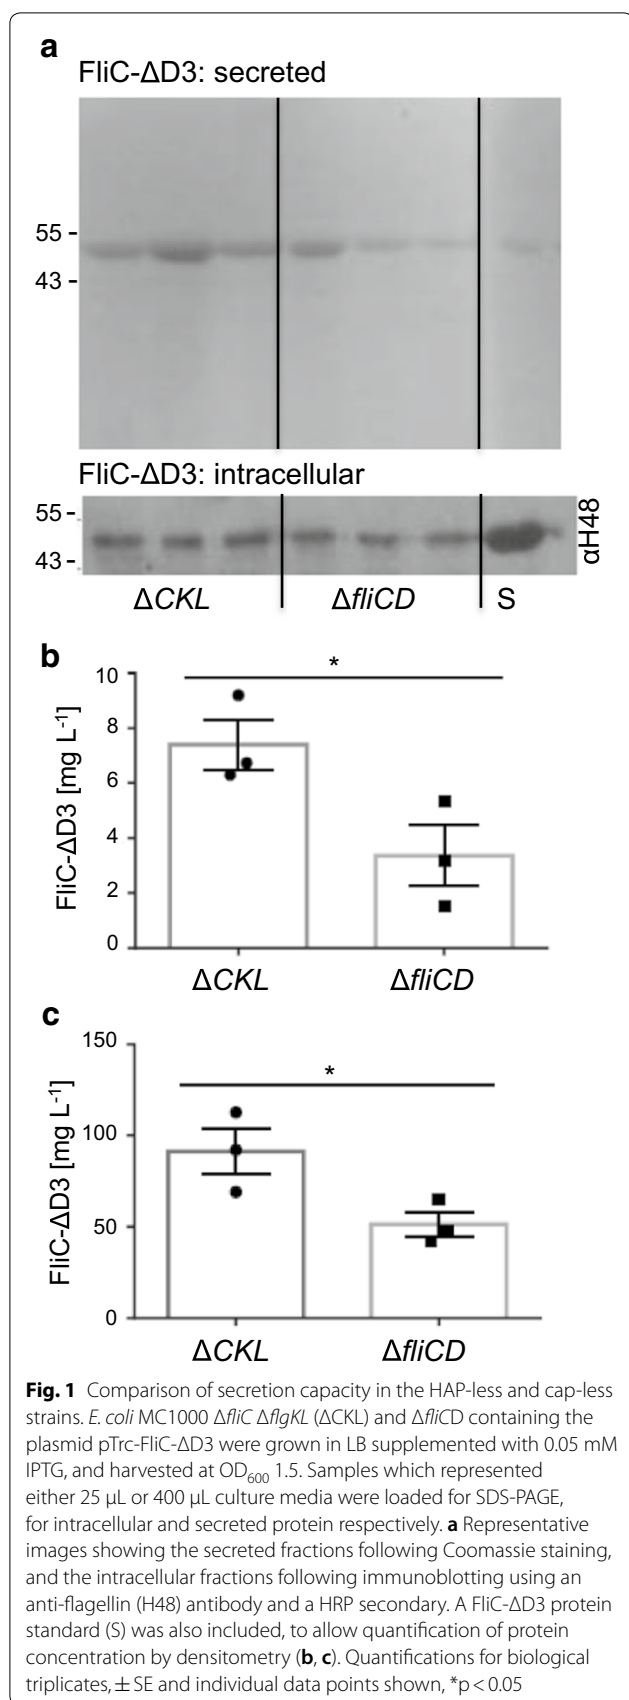 a
FliC-ΔD3: secreted
55 -
43 -
FliC-ΔD3: intracellular
55 -
43 -
αH48
ΔCKL ΔfliCD S
b
FliC-ΔD3 [mg L-1]
10
8
6
4
2
0
*
ΔCKL ΔfliCD
c
FliC-ΔD3 [mg L-1]
150
100
50
0
*
ΔCKL ΔfliCD
Fig. 1 Comparison of secretion capacity in the HAP-less and cap-less
strains. E. coli MC1000 ΔfliC ΔflgKL (ΔCKL) and ΔfliCD containing the
plasmid pTrc-FliC-ΔD3 were grown in LB supplemented with 0.05 mM
IPTG, and harvested at OD600 1.5. Samples which represented
either 25 µL or 400 µL culture media were loaded for SDS-PAGE,
for intracellular and secreted protein respectively. a Representative
images showing the secreted fractions following Coomassie staining,
and the intracellular fractions following immunoblotting using an
anti-flagellin (H48) antibody and a HRP secondary. A FliC-ΔD3 protein
standard (S) was also included, to allow quantification of protein
concentration by densitometry (b, c). Quantifications for biological
triplicates, ± SE and individual data points shown, *p < 0.05